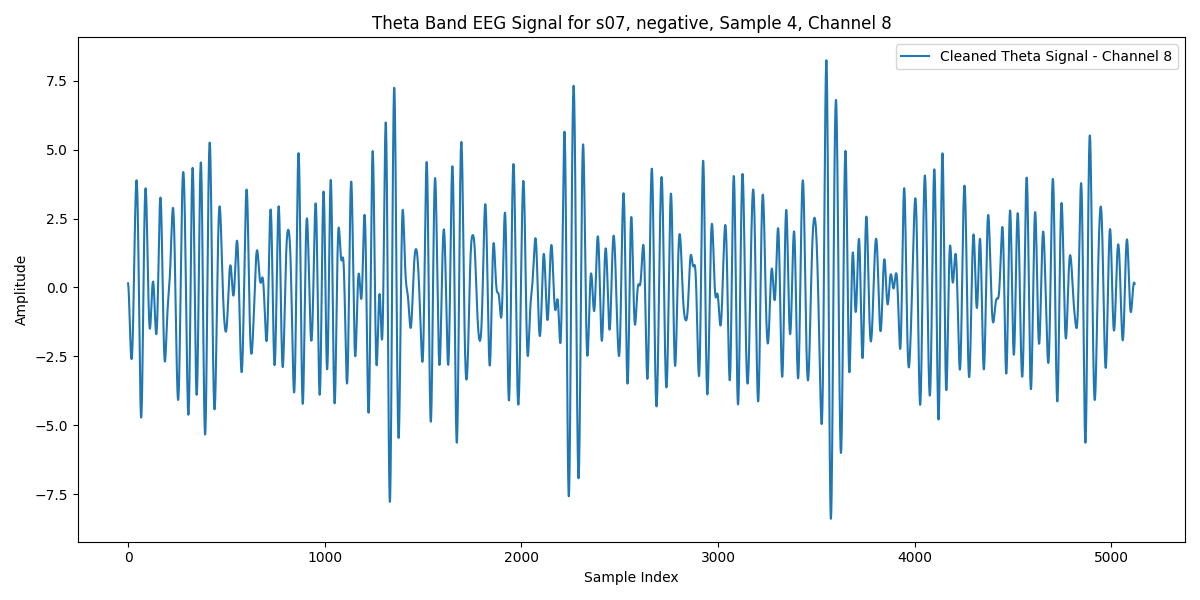 Theta Band EEG Signal for s07, negative, Sample 4, Channel 8
Cleaned Theta Signal - Channel 8
7.5
5.0
2.5
0.0
−2.5
−5.0
−7.5
Amplitude
0 1000 2000 3000 4000 5000
Sample Index